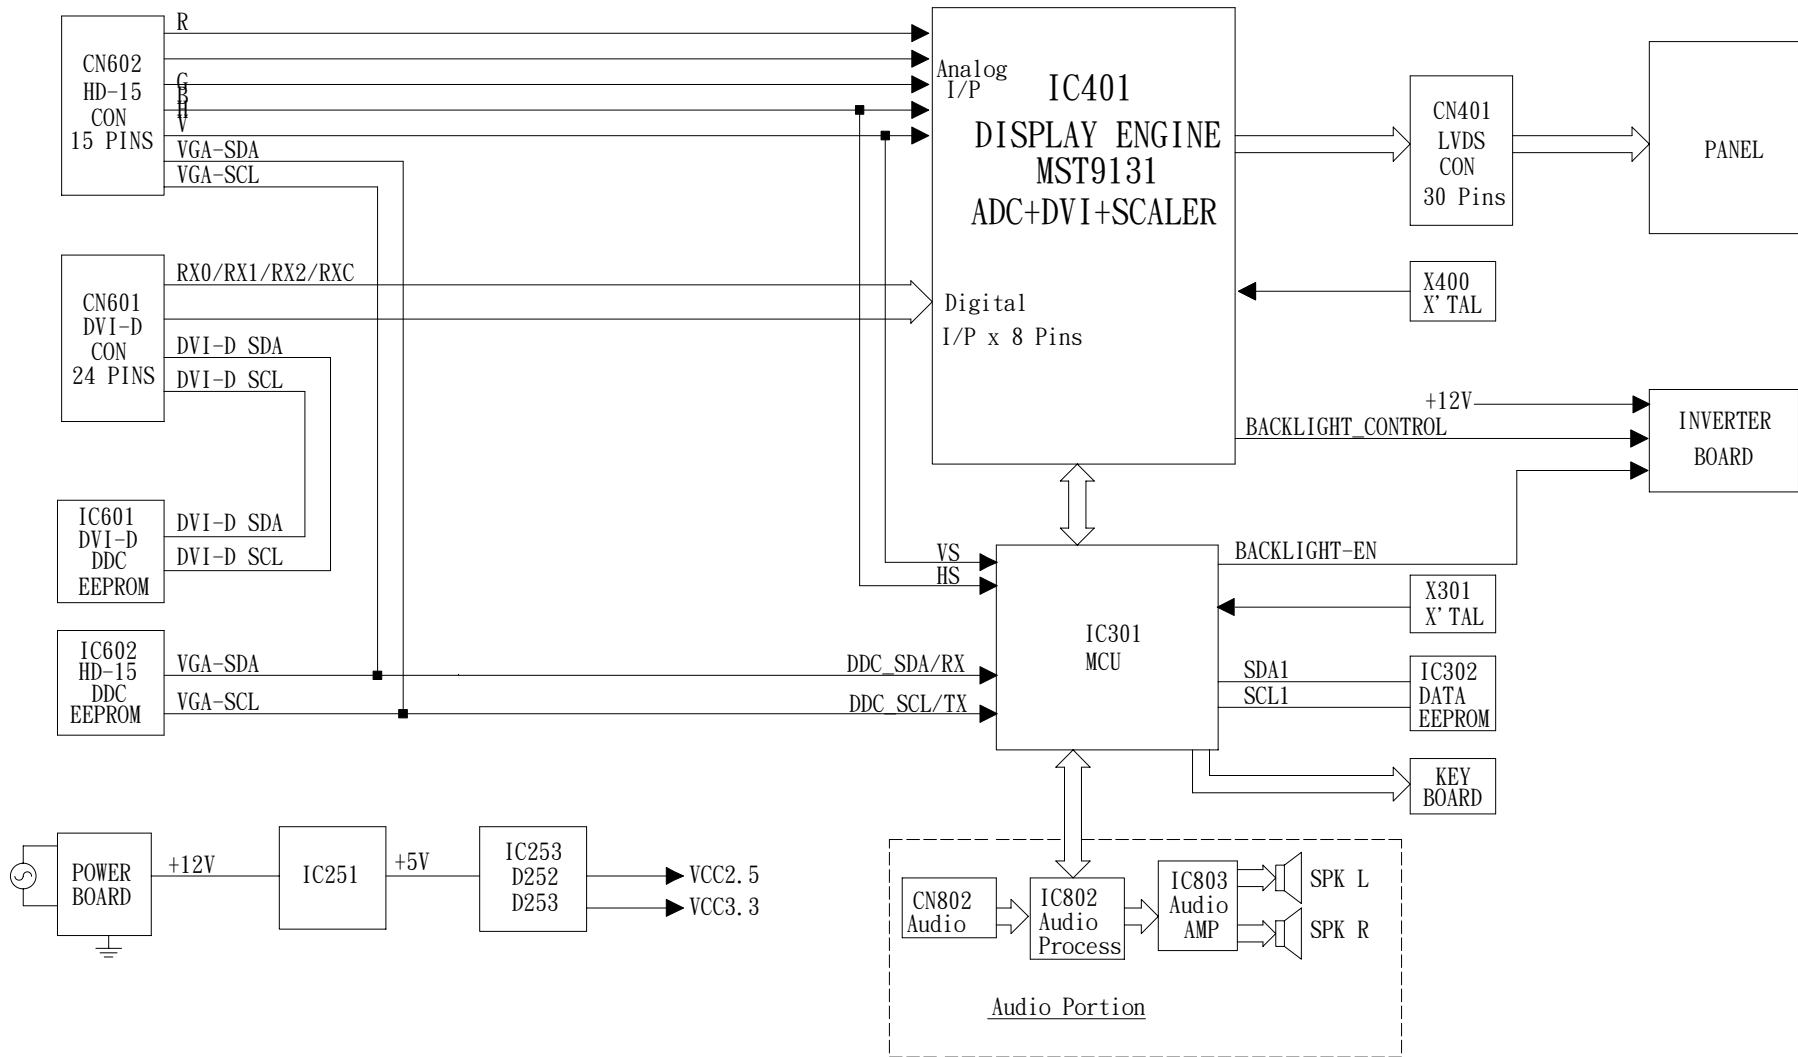 CN602
HD-15
CON
15 PINS
R
G
B
H
V
VGA-SDA
VGA-SCL
Analog
I/P
IC401
DISPLAY ENGINE
MST9131
ADC+DVI+SCALER
CN401
LVDS
CON
30 Pins
PANEL
CN601
DVI-D
CON
24 PINS
RX0/RX1/RX2/RXC
DVI-D SDA
DVI-D SCL
Digital
I/P x 8 Pins
X400
X'TAL
+12V
BACKLIGHT_CONTROL
INVERTER
BOARD
IC601
DVI-D
DDC
EEPROM
DVI-D SDA
DVI-D SCL
VS
HS
BACKLIGHT-EN
X301
X'TAL
IC301
MCU
IC602
HD-15
DDC
EEPROM
VGA-SDA
VGA-SCL
DDC_SDA/RX
DDC_SCL/TX
SDA1
SCL1
IC302
DATA
EEPROM
KEY
BOARD
POWER
BOARD
+12V
IC251
+5V
IC253
D252
D253
VCC2.5
VCC3.3
CN802
Audio
IC802
Audio
Process
IC803
Audio
AMP
SPK L
SPK R
Audio Portion